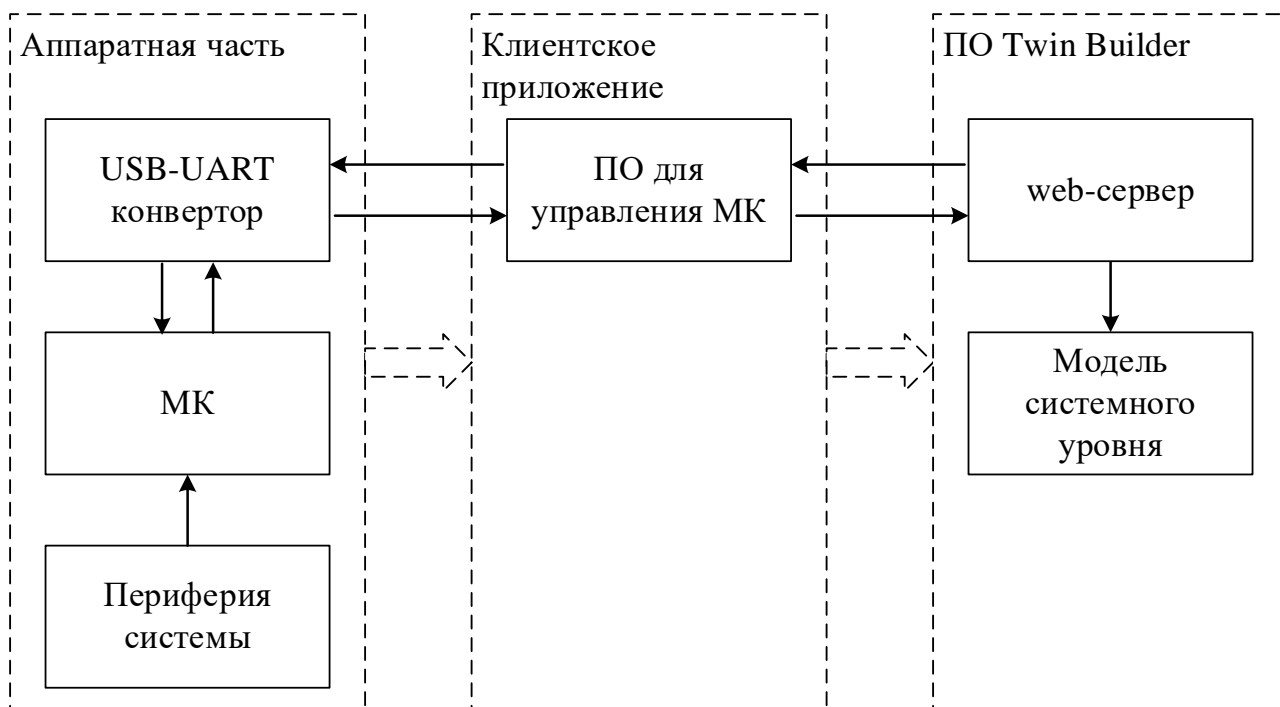 Аппаратная часть
USB-UART
конвертор
МК
Периферия
системы
Клиентское
приложение
ПО для
управления МК
ПО Twin Builder
web-сервер
Модель
системного
уровня